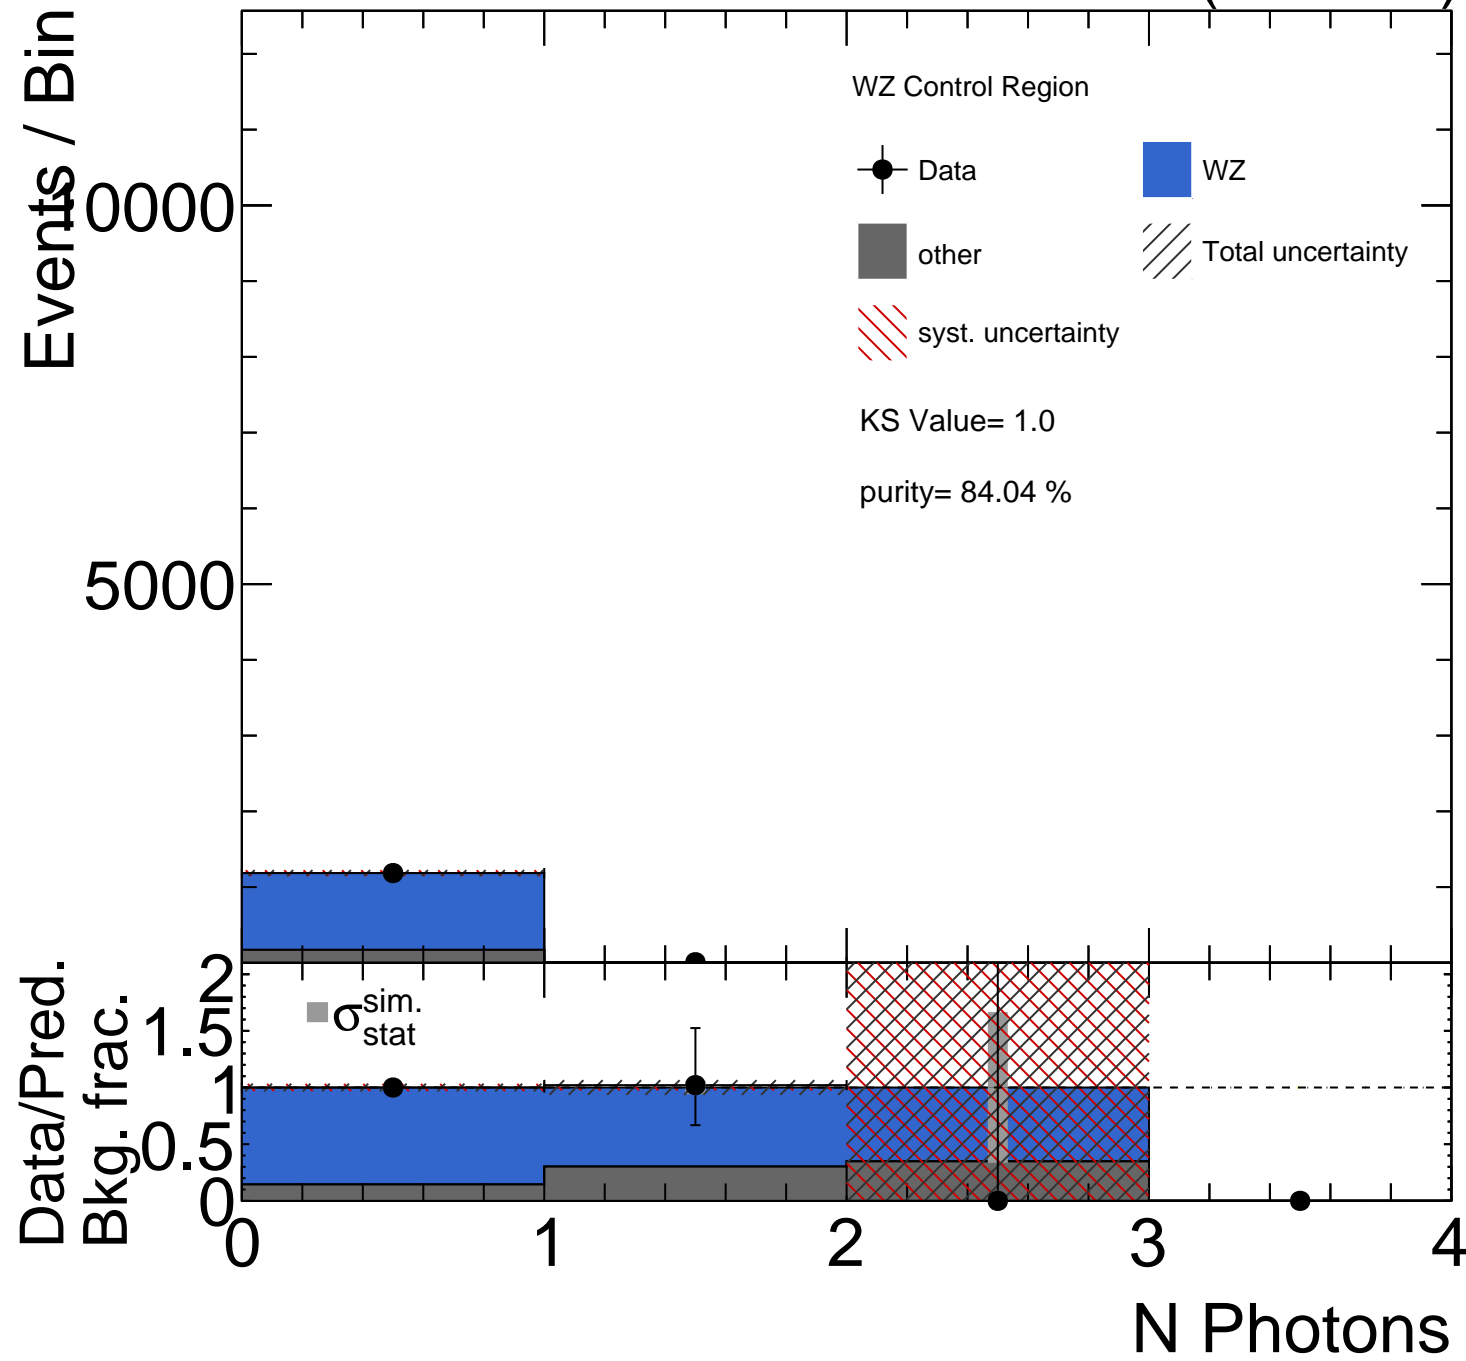 Events / Bin
10000
5000
WZ Control Region
Data
WZ
other
Total uncertainty
syst. uncertainty
KS Value= 1.0
purity= 84.04 %
Data/Pred.
Bkg. frac.
2
1.5
1
0.5
0
σ sim. stat
0 1 2 3 4
N Photons